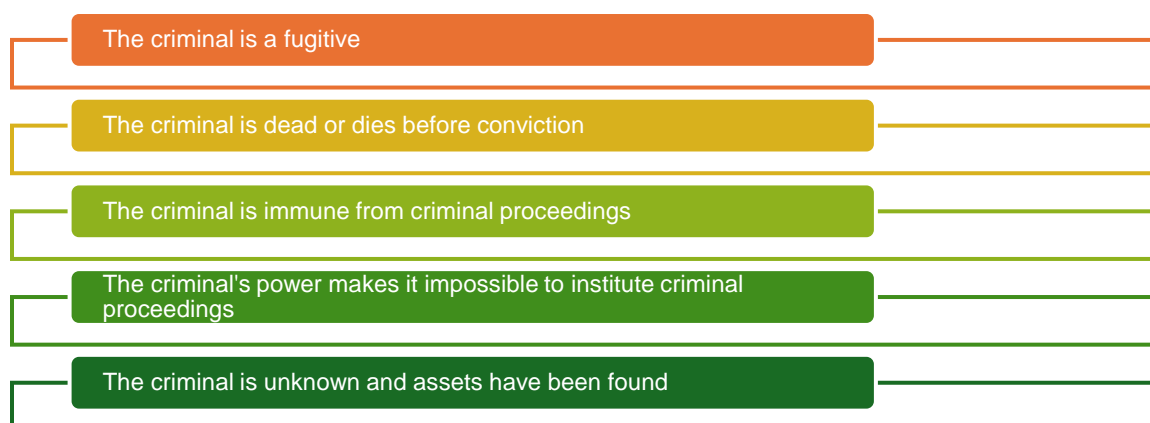 The criminal is a fugitive
The criminal is dead or dies before conviction
The criminal is immune from criminal proceedings
The criminal's power makes it impossible to institute criminal
proceedings
The criminal is unknown and assets have been found